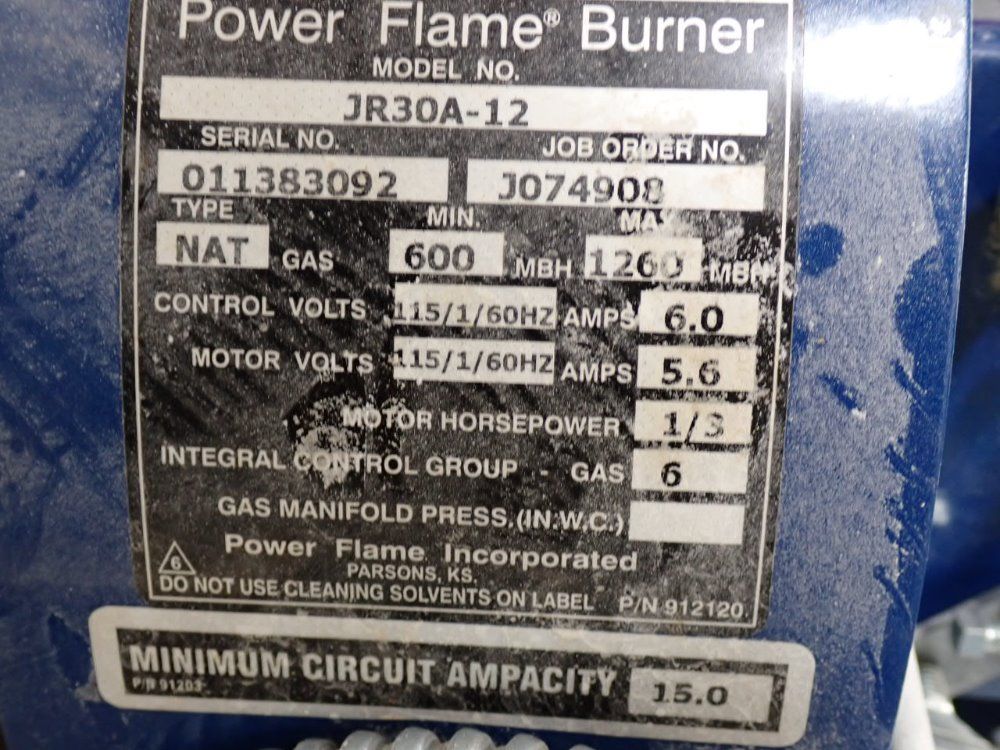 Power Flame® Burner
MODEL NO.
JR30A-12
SERIAL NO. JOB ORDER NO.
011383092 J074908
TYPE MIN.
NAT GAS 600 MBH 1260 MBH
CONTROL VOLTS 115/1/60HZ AMPS 6.0
MOTOR VOLTS 115/1/60HZ AMPS 5.6
MOTOR HORSEPOWER 1/3
INTEGRAL CONTROL GROUP - GAS 6
GAS MANIFOLD PRESS.(IN.W.C.)
Power Flame Incorporated
6 PARSONS, KS.
DO NOT USE CLEANING SOLVENTS ON LABEL P/N 912120
MINIMUM CIRCUIT AMPACITY 15.0